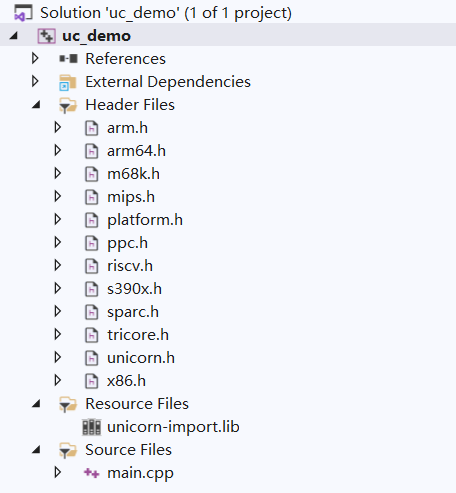 Solution 'uc_demo' (1 of 1 project)
uc_demo
References
External Dependencies
Header Files
arm.h
arm64.h
m68k.h
mips.h
platform.h
ppc.h
riscv.h
s390x.h
sparc.h
tricore.h
unicorn.h
x86.h
Resource Files
unicorn-import.lib
Source Files
main.cpp